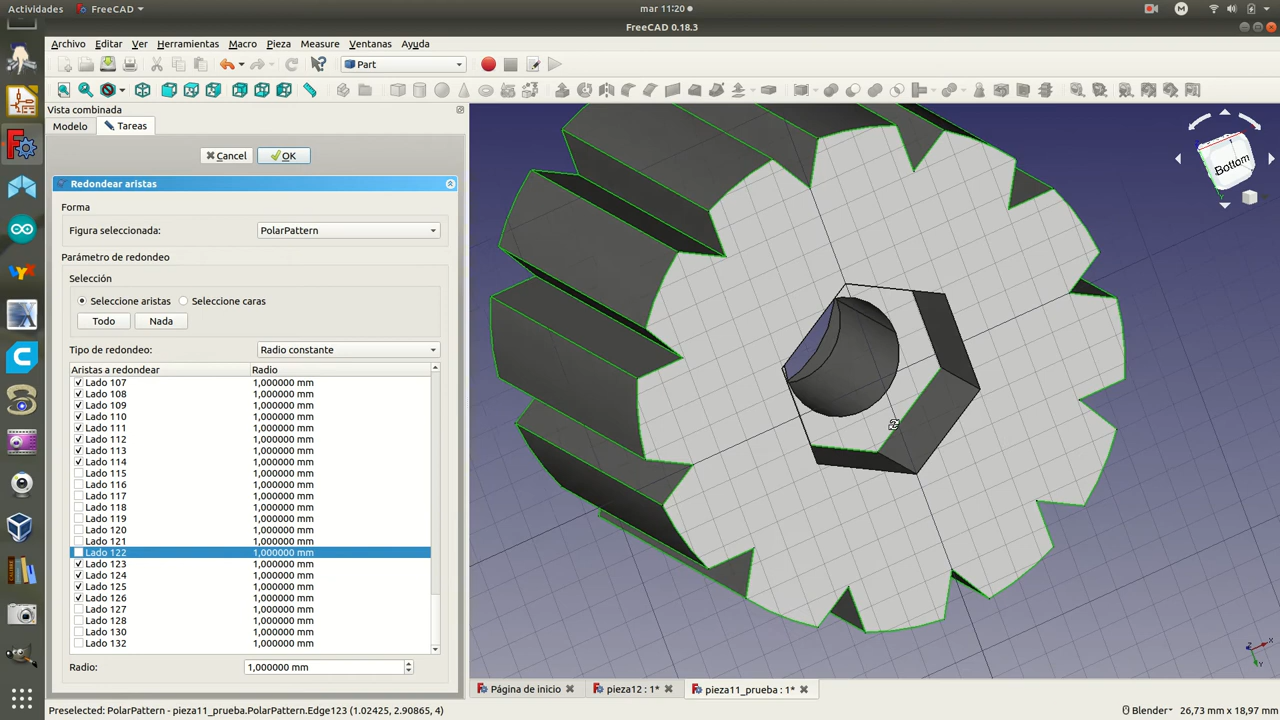 Actividades FreeCAD mar 11:20
FreeCAD 0.18.3
Archivo Editar Ver Herramientas Macro Pieza Measure Ventanas Ayuda
Part
Vista combinada
Modelo Tareas
Cancel OK
Redondear aristas
Forma
Figura seleccionada: PolarPattern
Parámetro de redondeo
Selección
Seleccione aristas Seleccione caras
Todo Nada
Tipo de redondeo: Radio constante
Aristas a redondear Radio
Lado 107 1,000000 mm
Lado 108 1,000000 mm
Lado 109 1,000000 mm
Lado 110 1,000000 mm
Lado 111 1,000000 mm
Lado 112 1,000000 mm
Lado 113 1,000000 mm
Lado 114 1,000000 mm
Lado 115 1,000000 mm
Lado 116 1,000000 mm
Lado 117 1,000000 mm
Lado 118 1,000000 mm
Lado 119 1,000000 mm
Lado 120 1,000000 mm
Lado 121 1,000000 mm
Lado 122 1,000000 mm
Lado 123 1,000000 mm
Lado 124 1,000000 mm
Lado 125 1,000000 mm
Lado 126 1,000000 mm
Lado 127 1,000000 mm
Lado 128 1,000000 mm
Lado 130 1,000000 mm
Lado 132 1,000000 mm
Radio: 1,000000 mm
Bottom
Página de inicio pieza12 : 1* pieza11_prueba : 1*
Preselected: PolarPattern - pieza11_prueba.PolarPattern.Edge123 (1.02425, 2.90865, 4) Blender 26,73 mm x 18,97 mm